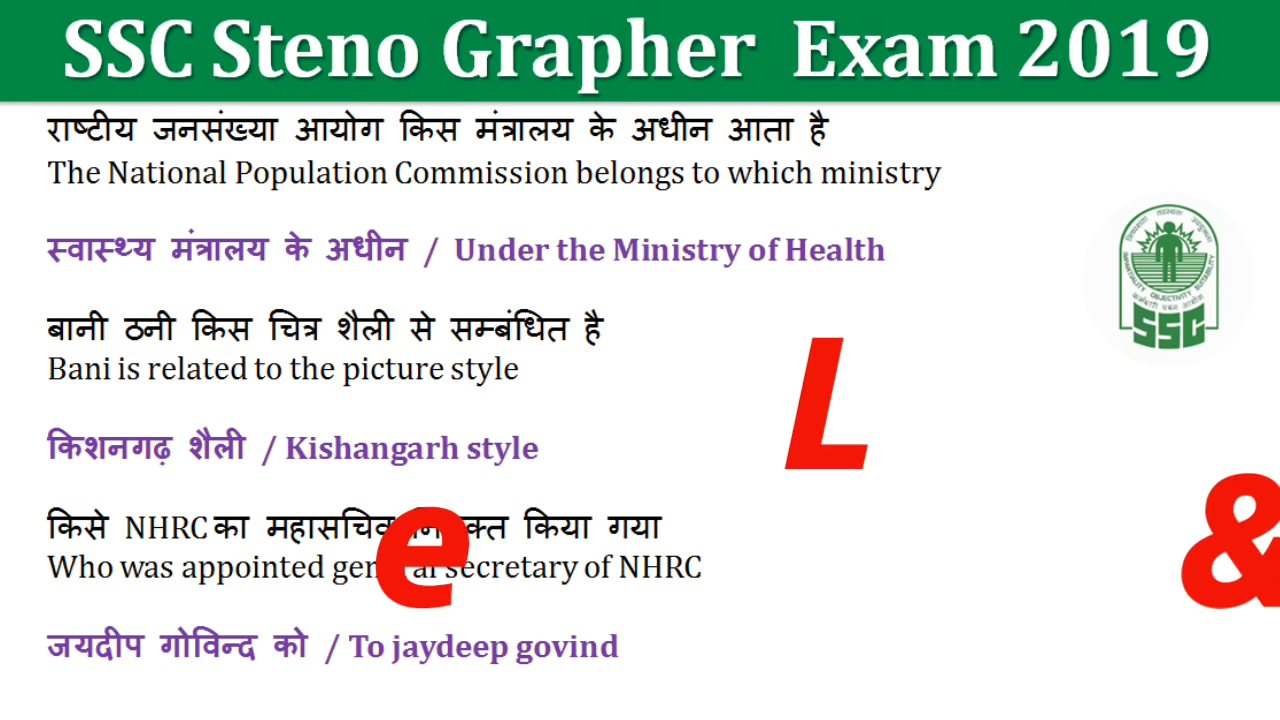 SSC Steno Grapher Exam 2019
राष्टीय जनसंख्या आयोग किस मंत्रालय के अधीन आता है
The National Population Commission belongs to which ministry
स्वास्थ्य मंत्रालय के अधीन / Under the Ministry of Health
बानी ठनी किस चित्र शैली से सम्बंधित है
Bani is related to the picture style
L
किशनगढ़ शैली / Kishangarh style
किसे NHRC का किया गया
e
&
Who was appointed secretary of NHRC
जयदीप गोविन्द को / To jaydeep govind
SSC